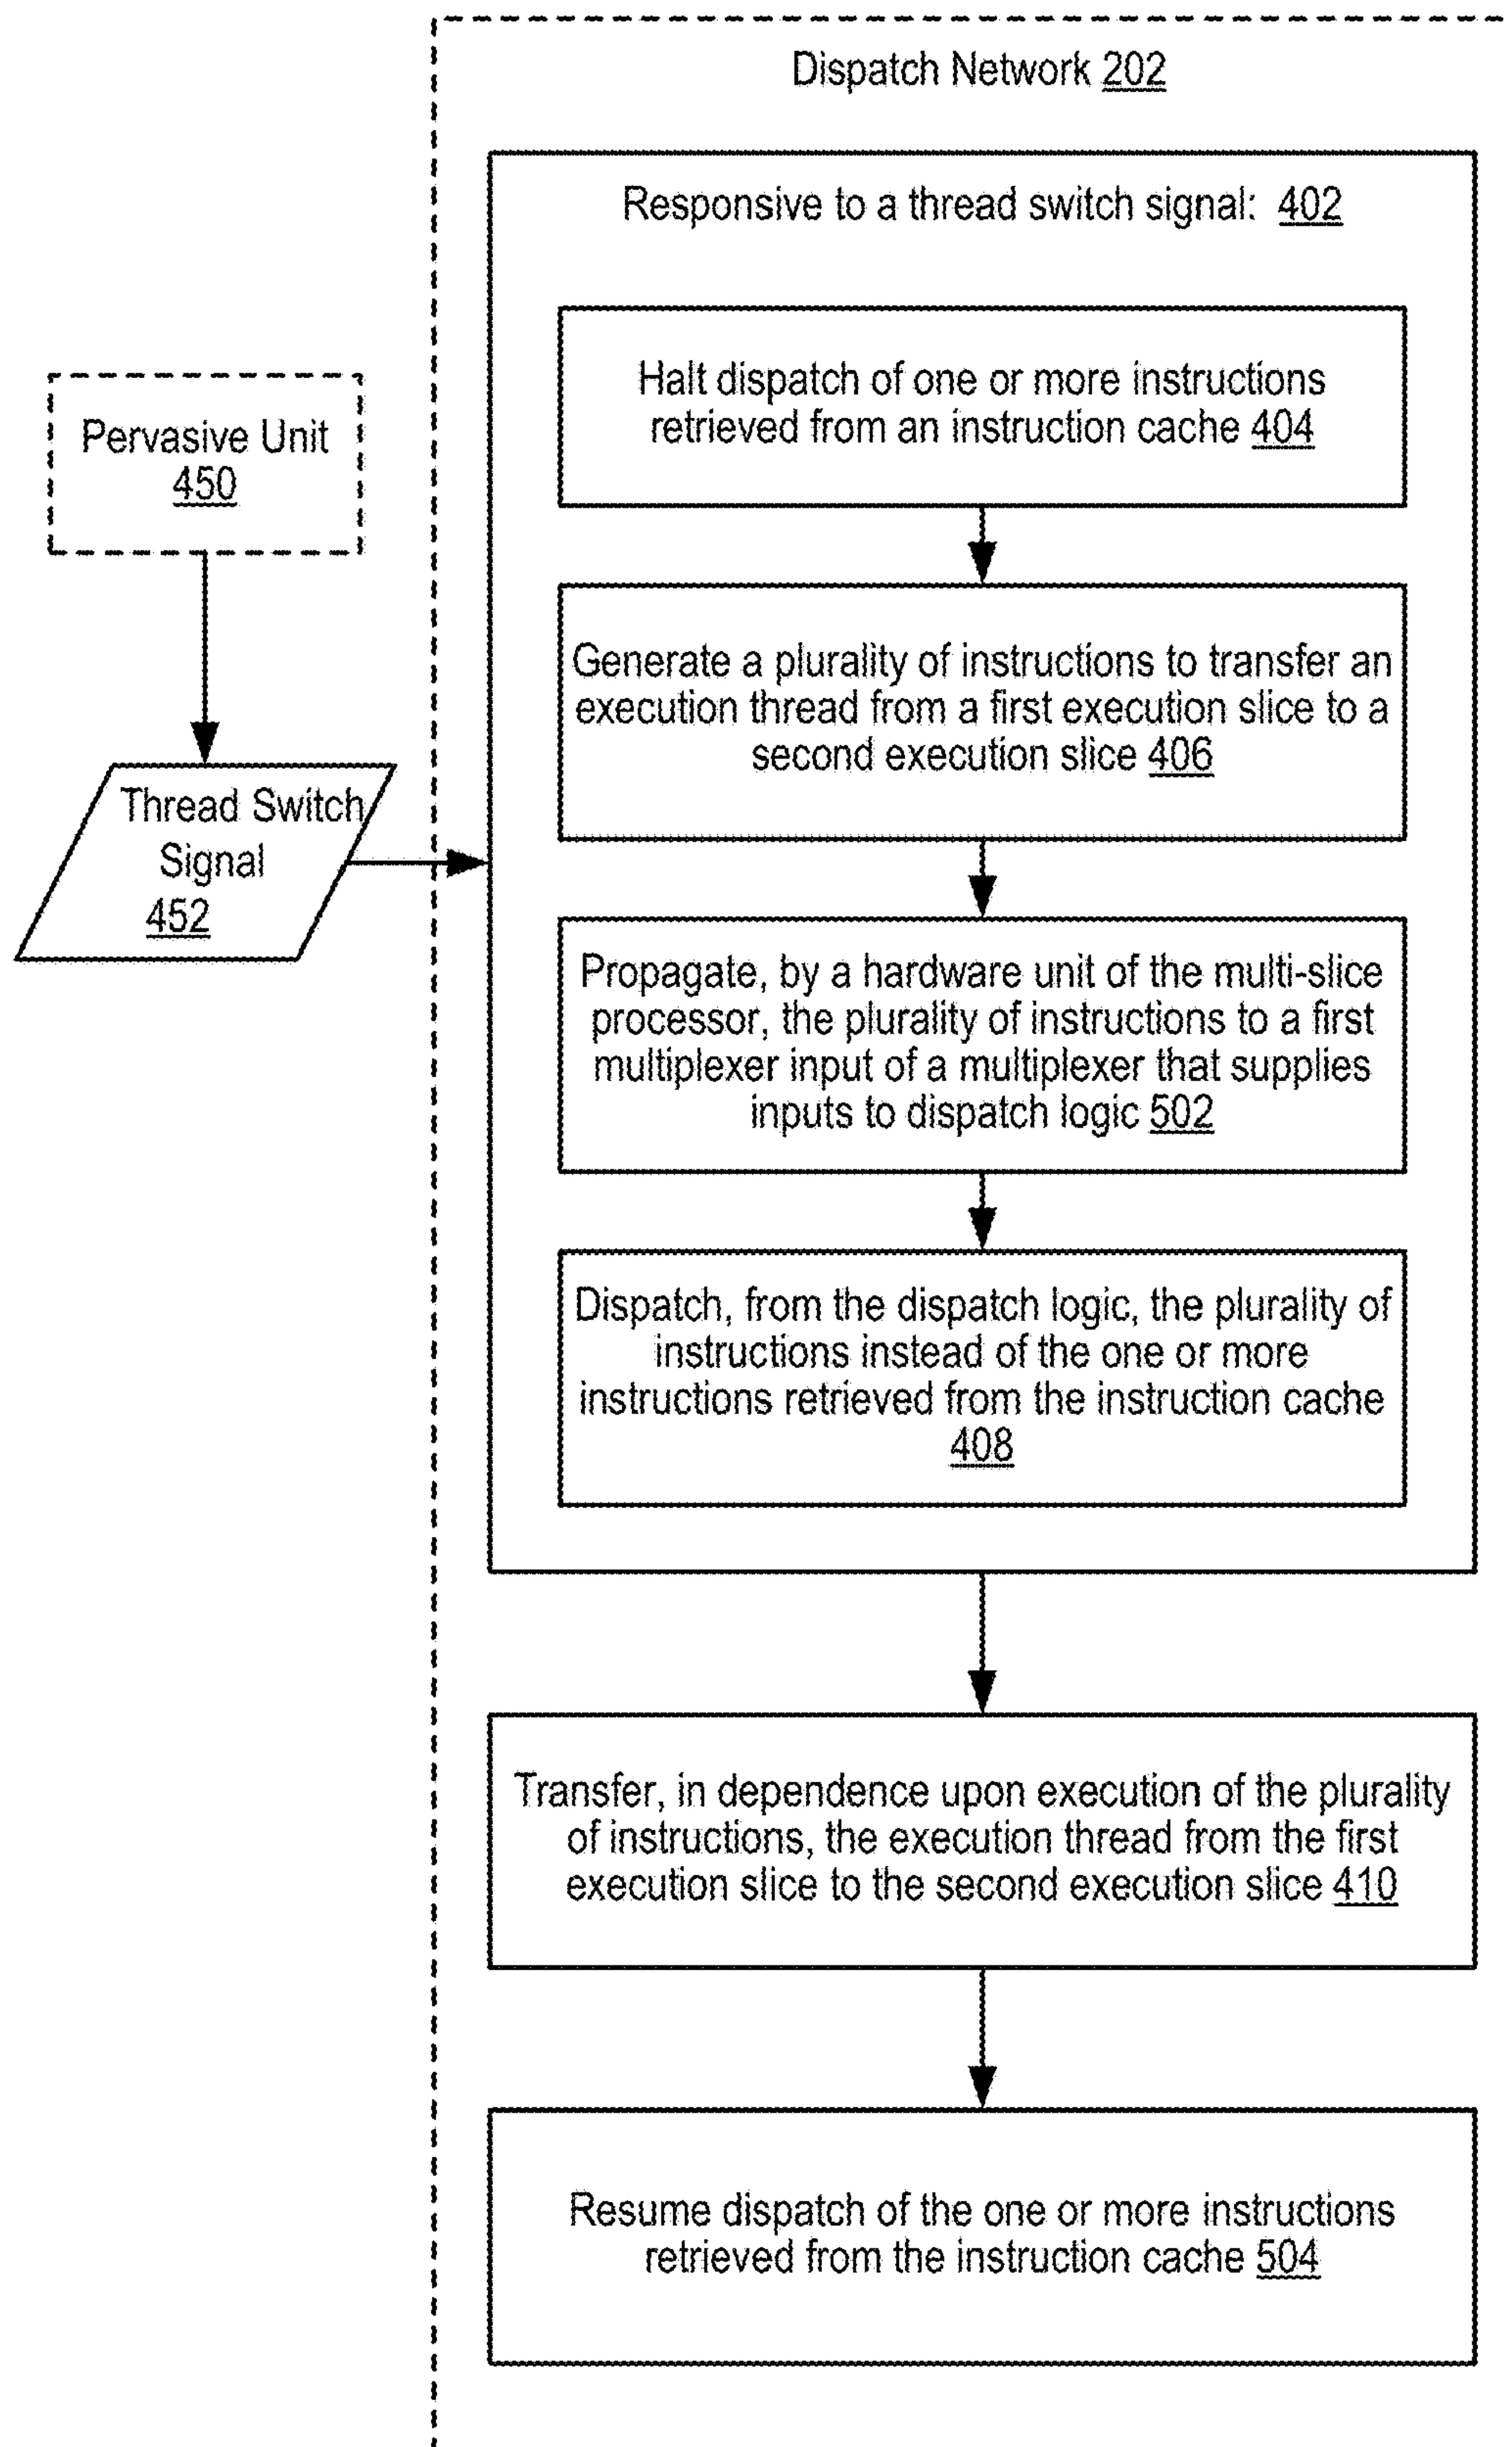 Dispatch Network 202
Responsive to a thread switch signal: 402
Halt dispatch of one or more instructions
retrieved from an instruction cache 404
Pervasive Unit
450
Generate a plurality of instructions to transfer an
execution thread from a first execution slice to a
second execution slice 406
Thread Switch
Signal
452
Propagate, by a hardware unit of the multi-slice
processor, the plurality of instructions to a first
multiplexer input of a multiplexer that supplies
inputs to dispatch logic 502
Dispatch, from the dispatch logic, the plurality of
instructions instead of the one or more
instructions retrieved from the instruction cache
408
Transfer, in dependence upon execution of the plurality
of instructions, the execution thread from the first
execution slice to the second execution slice 410
Resume dispatch of the one or more instructions
retrieved from the instruction cache 504